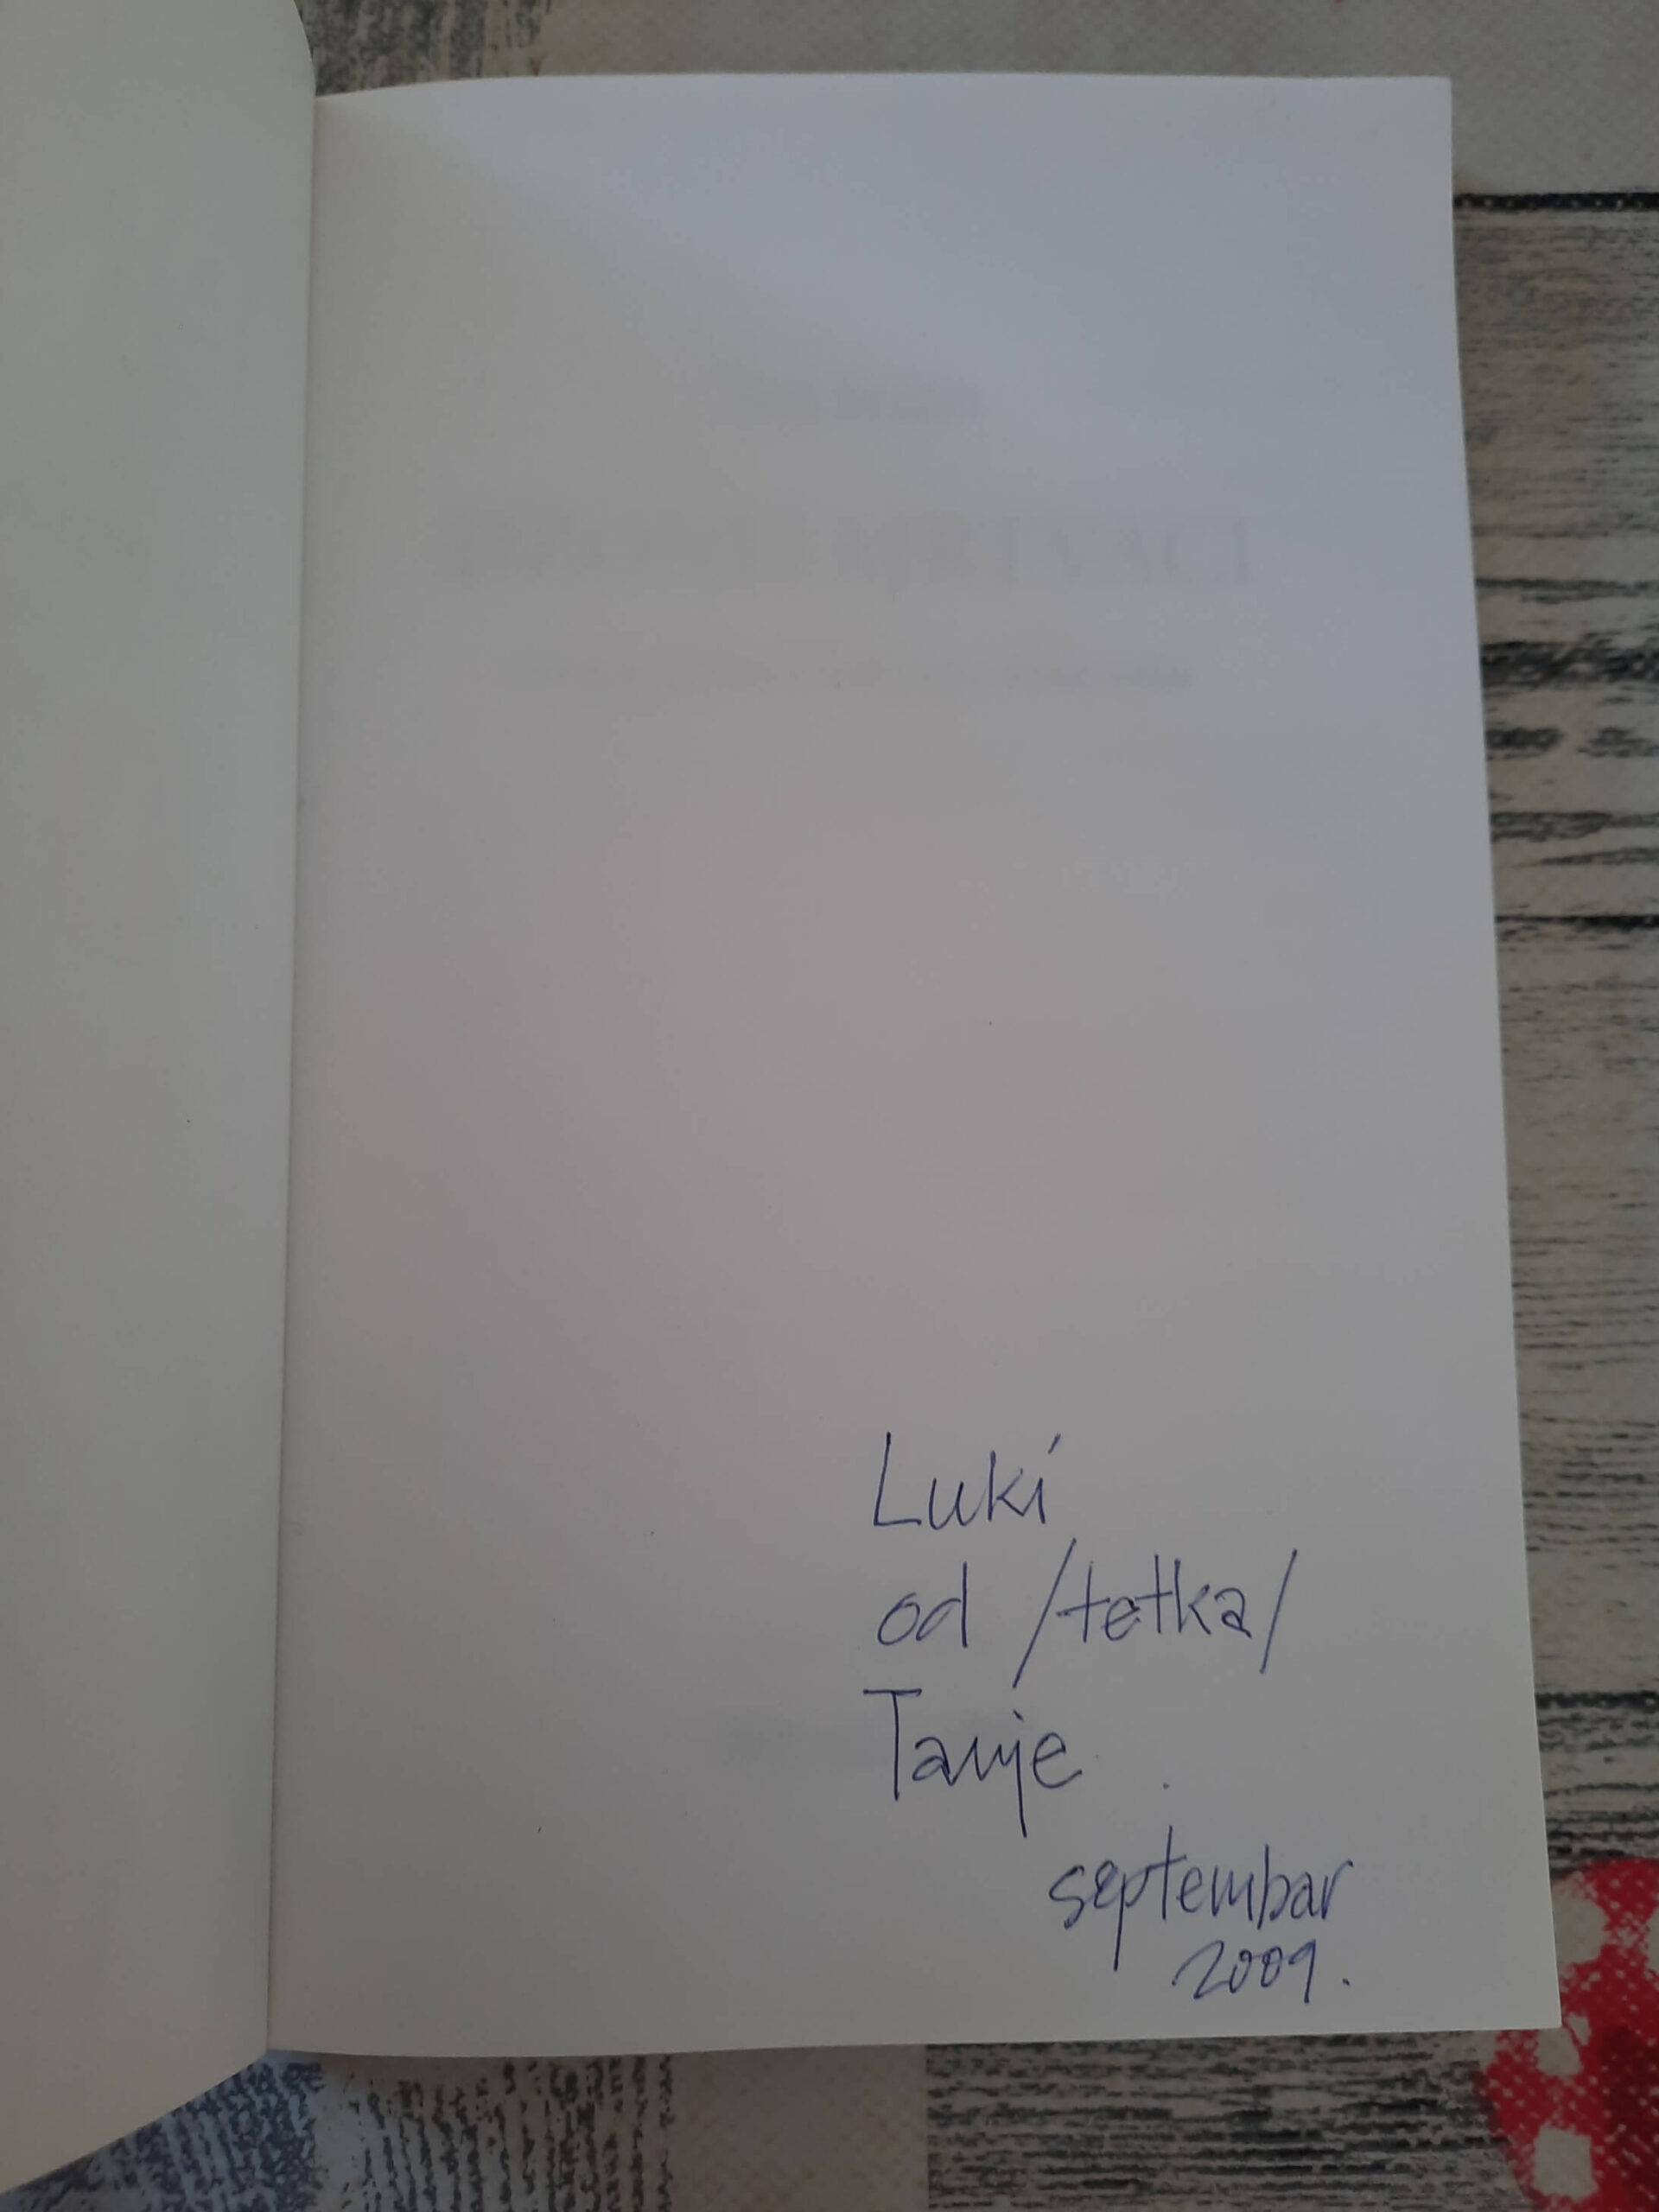 Luki
od /tetka/
Tanje
septembar
2009.